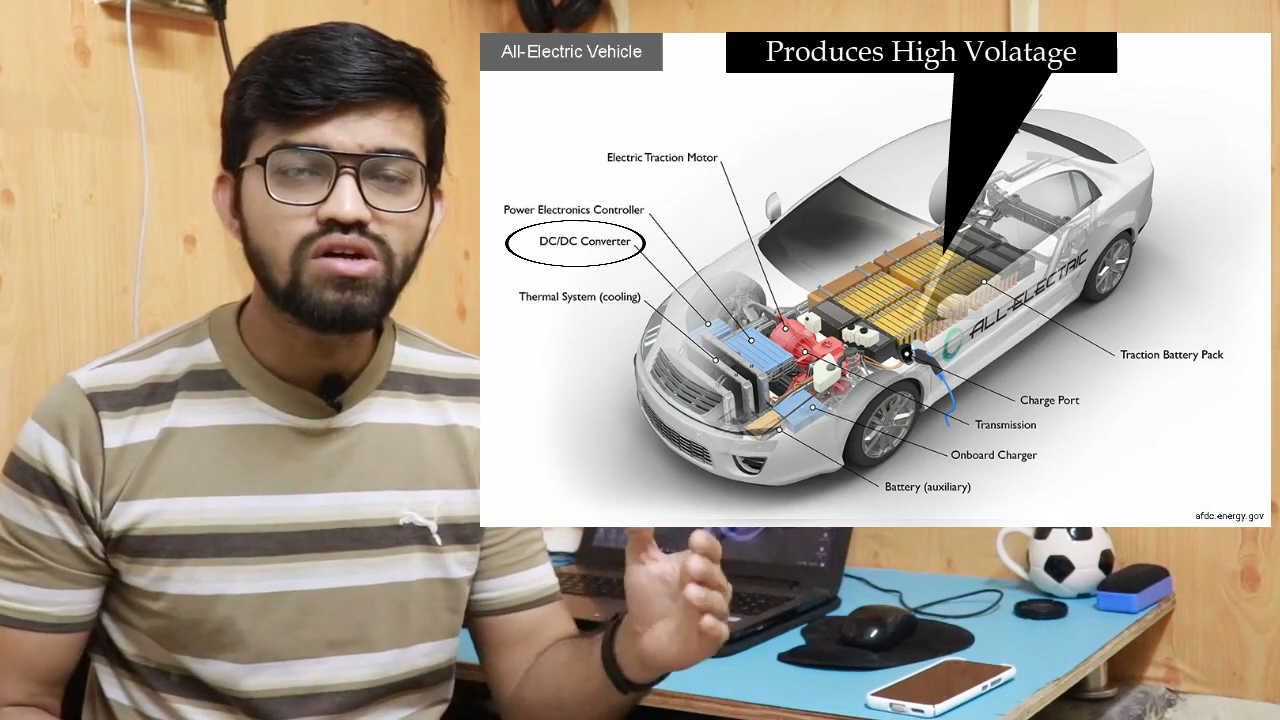 All-Electric Vehicle
Produces High Volatage
Electric Traction Motor
Power Electronics Controller
DC/DC Converter
Thermal System (cooling)
ALL-ELECTRIC
Traction Battery Pack
Charge Port
Transmission
Onboard Charger
Battery (auxiliary)
afdc.energy.gov